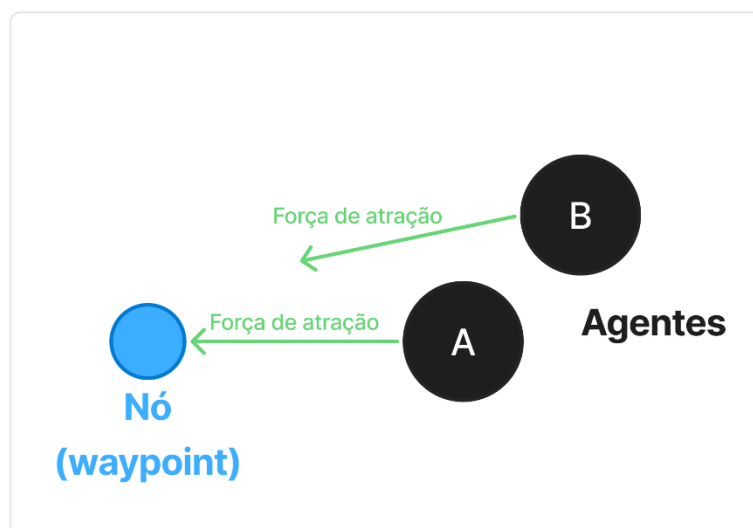 Força de atração
B
Força de atração
A
Agentes
Nó
(waypoint)